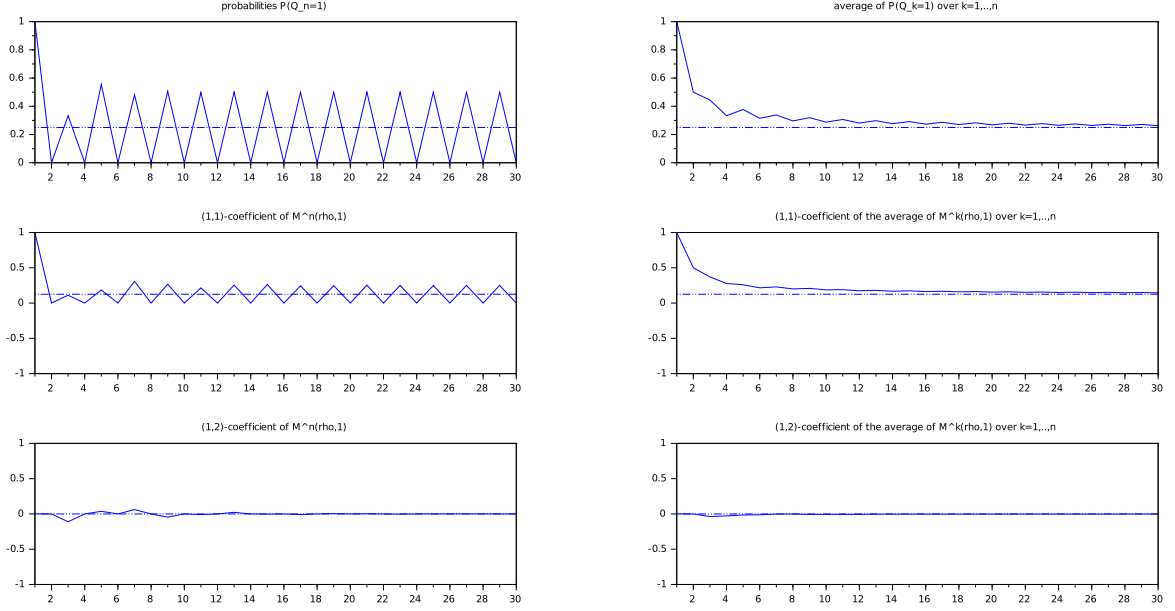 probabilities P(Q_n=1)
1
0.8
0.6
0.4
0.2
0
2 4 6 8 10 12 14 16 18 20 22 24 26 28 30
average of P(Q_k=1) over k=1,..,n
1
0.8
0.6
0.4
0.2
0
2 4 6 8 10 12 14 16 18 20 22 24 26 28 30
(1,1)-coefficient of M^n(rho,1)
1
0.5
0
-0.5
-1
2 4 6 8 10 12 14 16 18 20 22 24 26 28 30
(1,1)-coefficient of the average of M^k(rho,1) over k=1,..,n
1
0.5
0
-0.5
-1
2 4 6 8 10 12 14 16 18 20 22 24 26 28 30
(1,2)-coefficient of M^n(rho,1)
1
0.5
0
-0.5
-1
2 4 6 8 10 12 14 16 18 20 22 24 26 28 30
(1,2)-coefficient of the average of M^k(rho,1) over k=1,..,n
1
0.5
0
-0.5
-1
2 4 6 8 10 12 14 16 18 20 22 24 26 28 30